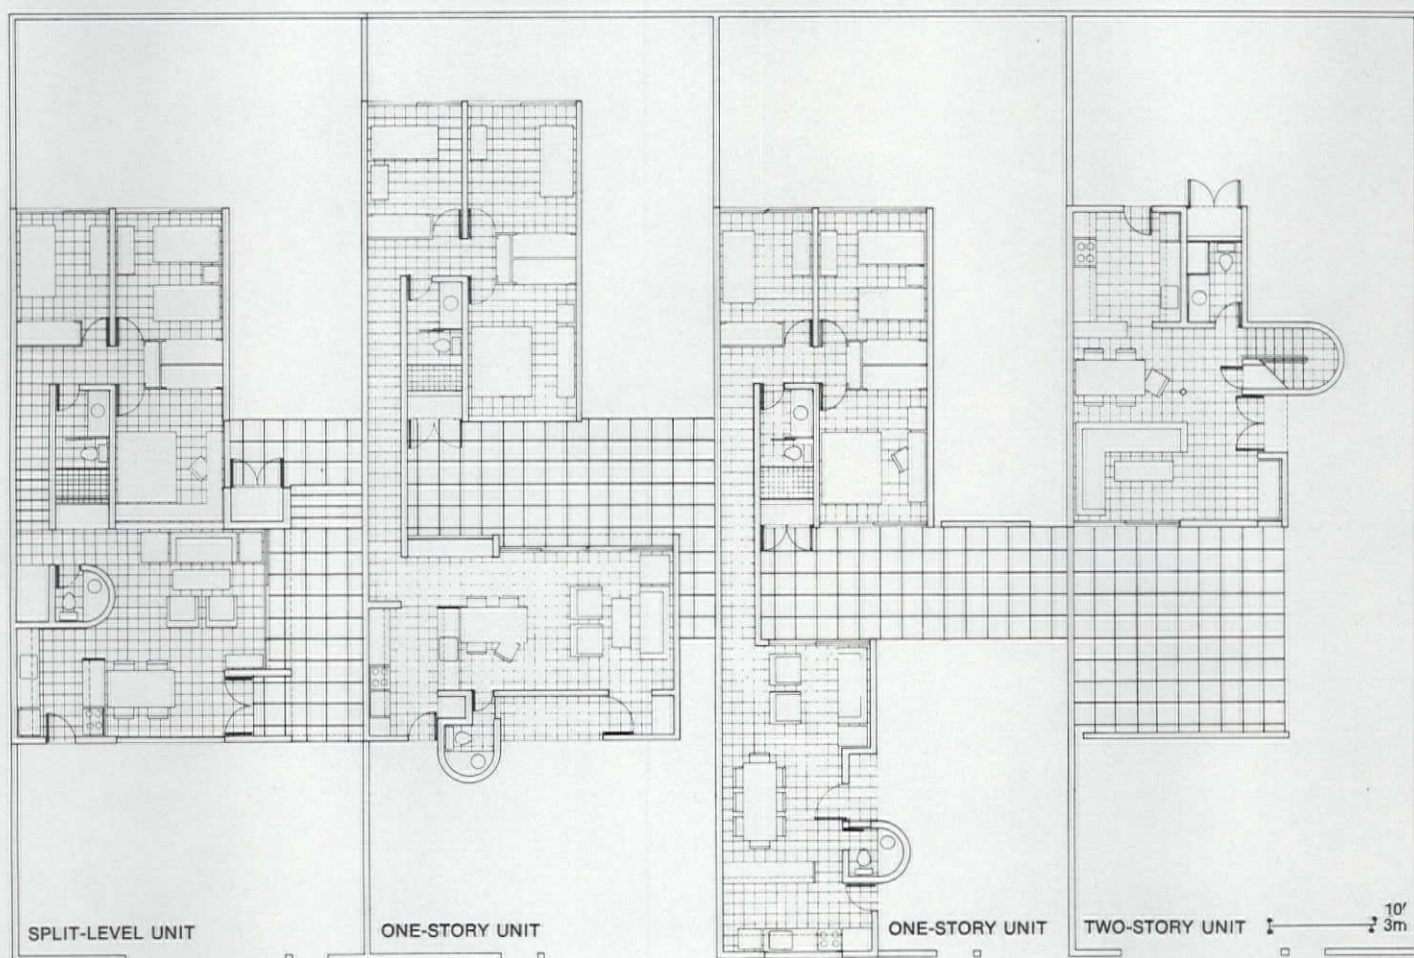 SPLIT-LEVEL UNIT
ONE-STORY UNIT
ONE-STORY UNIT
TWO-STORY UNIT
10′
3m